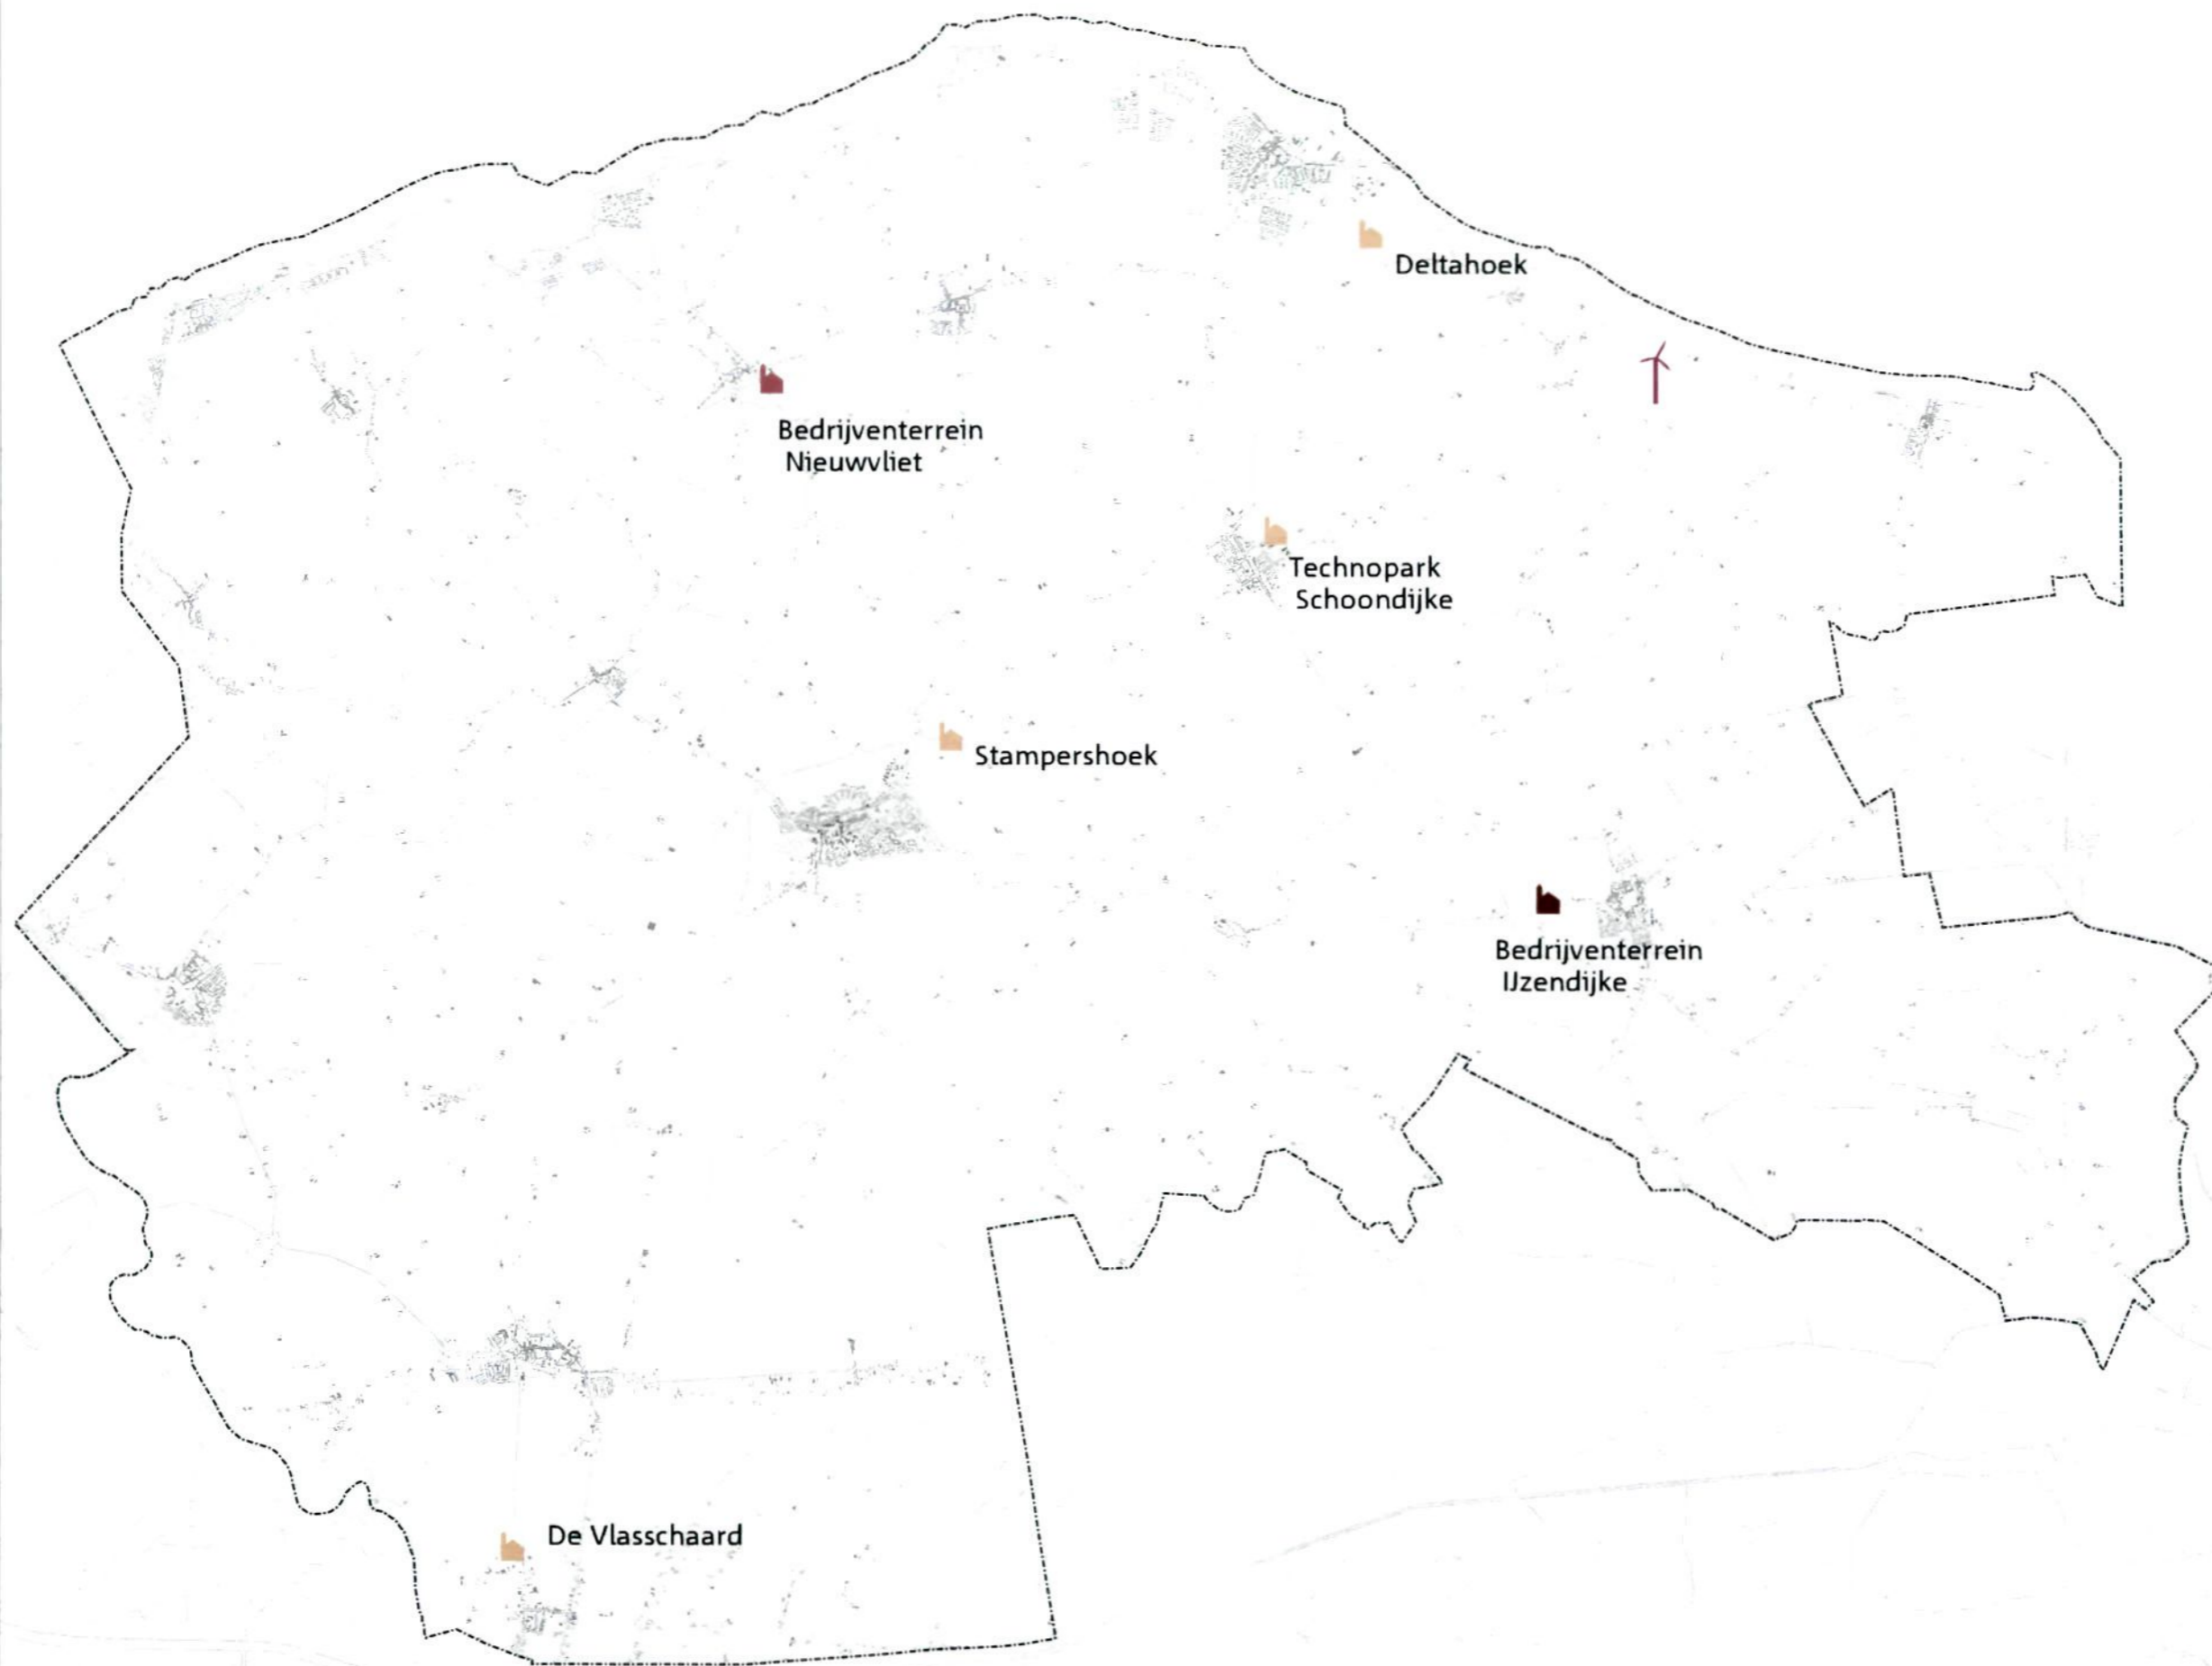 Deltahoek
Bedrijventerrein
Nieuwvliet
Technopark
Schoondijke
Stampershoek
Bedrijventerrein
IJzendijke
De Vlasschaard